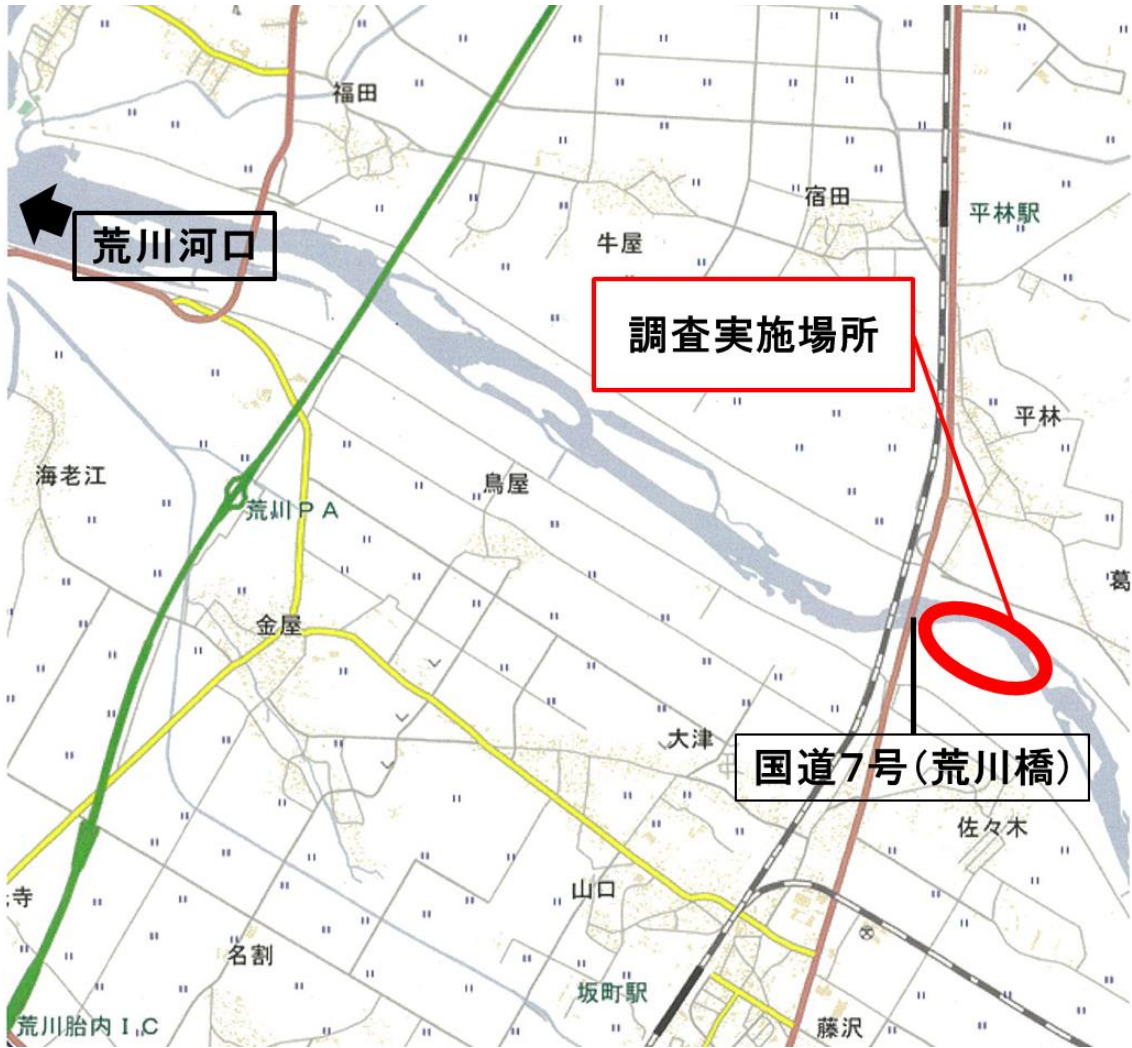 福田
宿田
平林駅
荒川河口
牛屋
調査実施場所
平林
海老江
鳥屋
荒川ＰＡ
葛
金屋
大津
国道7号(荒川橋)
佐々木
山口
寺
名割
坂町駅
荒川胎内Ｉ.Ｃ
藤沢